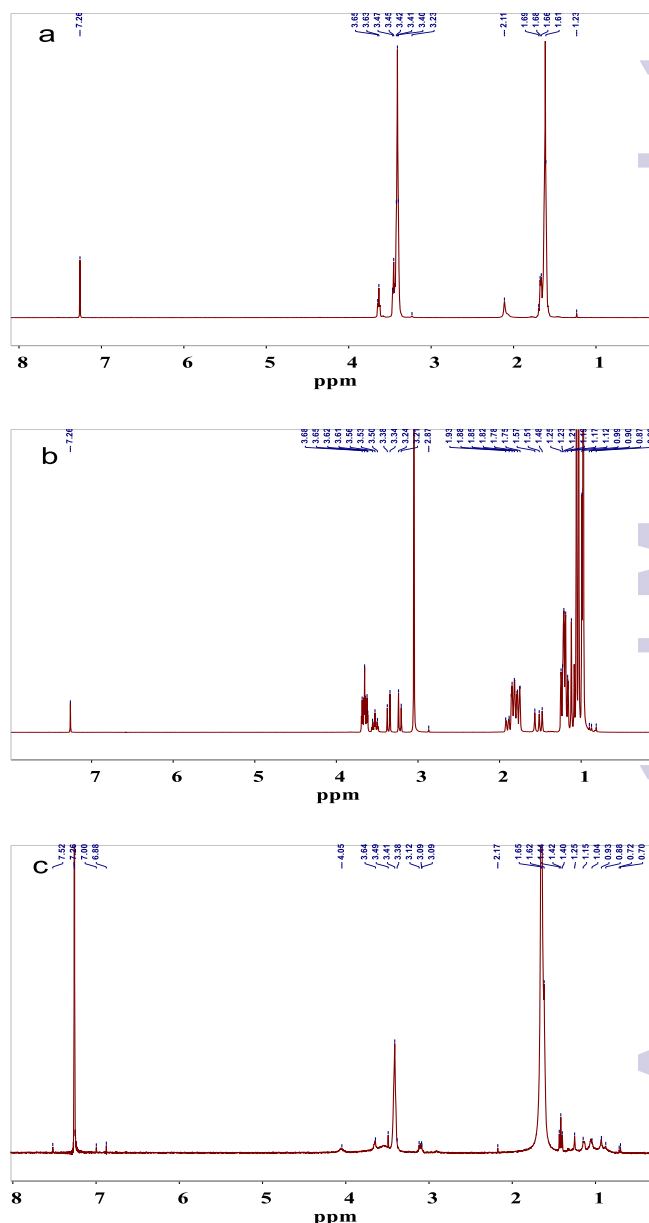 a
7.26 3.65 3.63 3.47 3.45 3.42 3.41 3.40 3.23 2.11 1.69 1.68 1.66 1.61 1.23
8 7 6 5 4 3 2 1
ppm
b
7.26 3.68 3.65 3.62 3.61 3.56 3.53 3.50 3.38 3.34 3.24 3.21 2.87 1.93 1.88 1.85 1.82 1.78 1.75 1.57 1.51 1.48 1.25 1.23 1.21 1.17 1.12 0.99 0.90 0.87
7 6 5 4 3 2 1
ppm
c
7.52 7.26 7.00 6.88 4.05 3.64 3.49 3.41 3.38 3.12 3.09 3.09 2.17 1.65 1.62 1.42 1.40 1.25 1.15 1.04 0.93 0.88 0.72 0.70
8 7 6 5 4 3 2 1
ppm